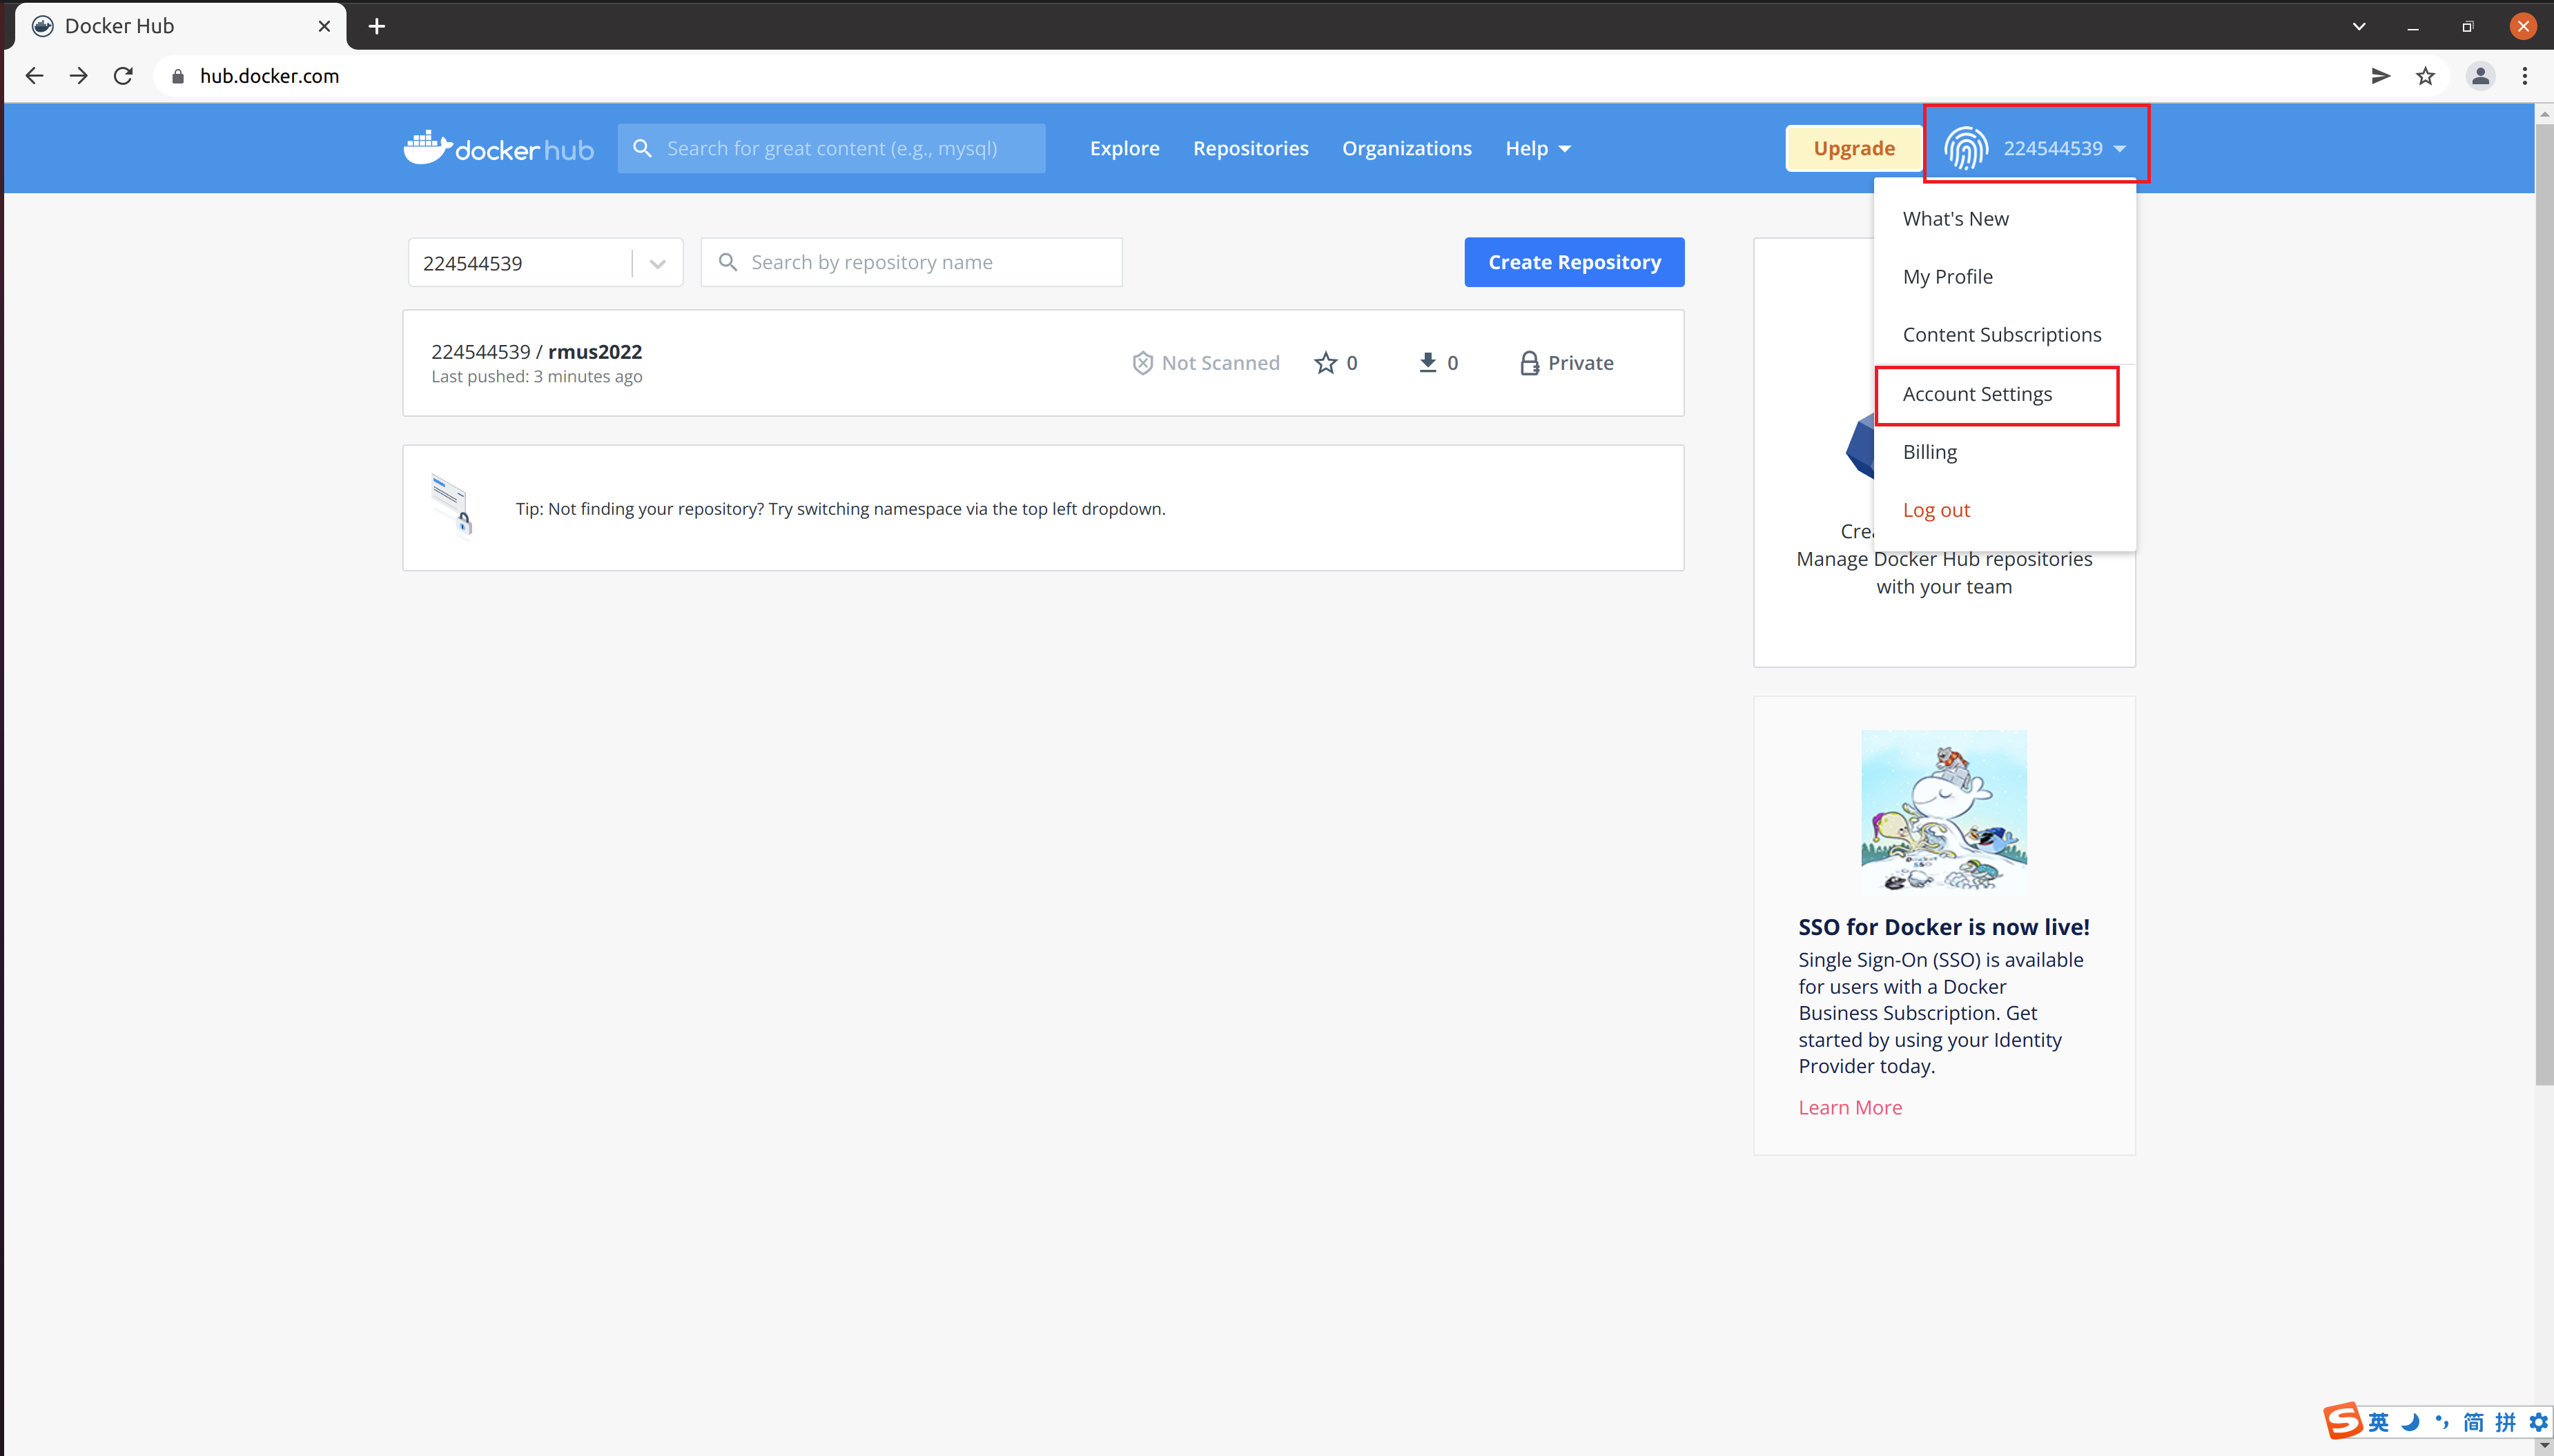 Docker Hub
hub.docker.com
docker hub
Search for great content (e.g., mysql)
Explore
Repositories
Organizations
Help
Upgrade
224544539
What's New
My Profile
Content Subscriptions
Account Settings
Billing
Log out
224544539
Search by repository name
Create Repository
224544539 / rmus2022
Last pushed: 3 minutes ago
Not Scanned
0
0
Private
Tip: Not finding your repository? Try switching namespace via the top left dropdown.
Manage Docker Hub repositories
with your team
Docker
SSO
SSO for Docker is now live!
Single Sign-On (SSO) is available
for users with a Docker
Business Subscription. Get
started by using your Identity
Provider today.
Learn More
S 英 简 拼